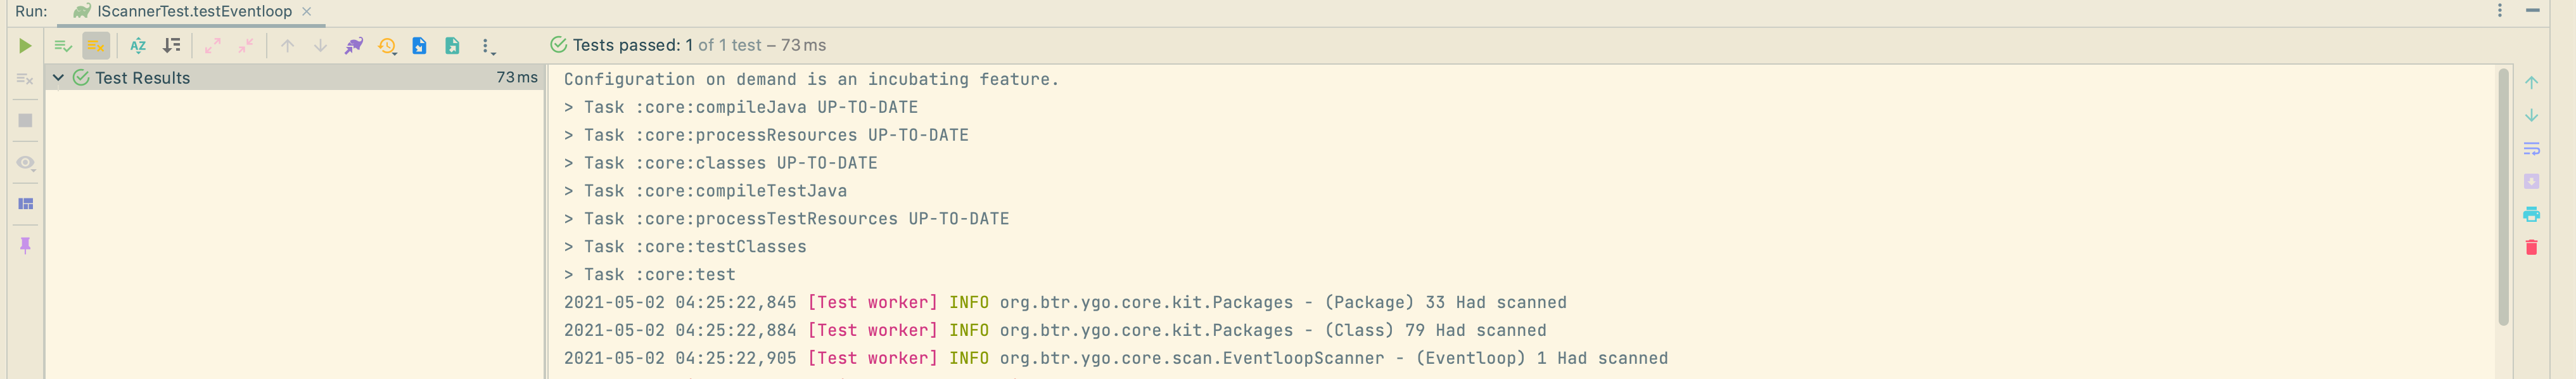 Run: IScannerTest.testEventloop
Tests passed: 1 of 1 test – 73 ms
Test Results 73 ms
Configuration on demand is an incubating feature.
> Task :core:compileJava UP-TO-DATE
> Task :core:processResources UP-TO-DATE
> Task :core:classes UP-TO-DATE
> Task :core:compileTestJava
> Task :core:processTestResources UP-TO-DATE
> Task :core:testClasses
> Task :core:test
2021-05-02 04:25:22,845 [Test worker] INFO org.btr.ygo.core.kit.Packages - (Package) 33 Had scanned
2021-05-02 04:25:22,884 [Test worker] INFO org.btr.ygo.core.kit.Packages - (Class) 79 Had scanned
2021-05-02 04:25:22,905 [Test worker] INFO org.btr.ygo.core.scan.EventloopScanner - (Eventloop) 1 Had scanned